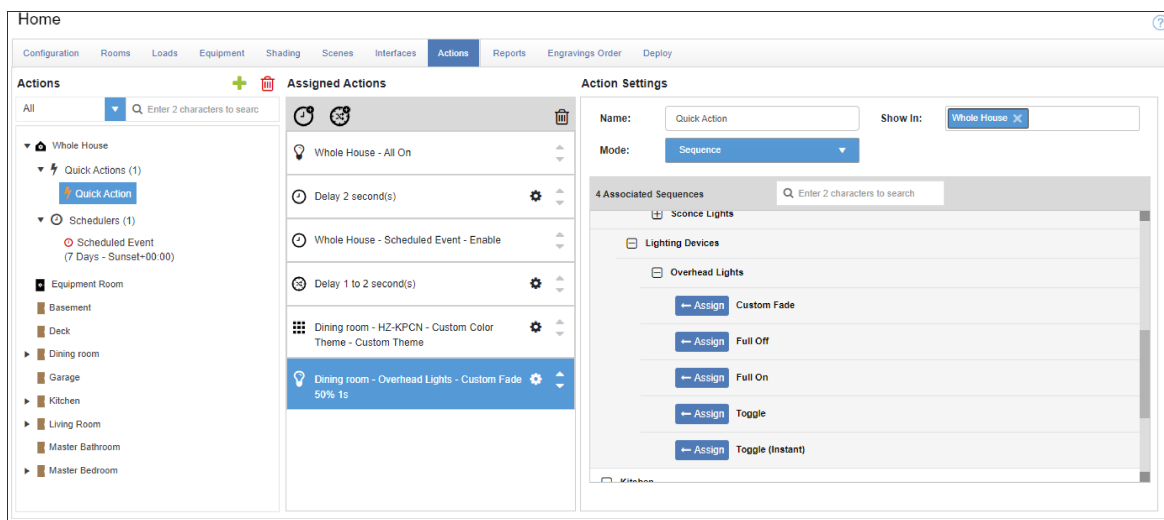 Home
?
Configuration Rooms Loads Equipment Shading Scenes Interfaces Actions Reports Engravings Order Deploy
Actions
All
Enter 2 characters to searc
Whole House
Quick Actions (1)
Quick Action
Schedulers (1)
Scheduled Event
(7 Days - Sunset+00:00)
Equipment Room
Basement
Deck
Dining room
Garage
Kitchen
Living Room
Master Bathroom
Master Bedroom
Assigned Actions
Whole House - All On
Delay 2 second(s)
Whole House - Scheduled Event - Enable
Delay 1 to 2 second(s)
Dining room - HZ-KPCN - Custom Color
Theme - Custom Theme
Dining room - Overhead Lights - Custom Fade
50% 1s
Action Settings
Name: Quick Action Show In: Whole House
Mode: Sequence
4 Associated Sequences Enter 2 characters to search
Sconce Lights
Lighting Devices
Overhead Lights
Assign Custom Fade
Assign Full Off
Assign Full On
Assign Toggle
Assign Toggle (Instant)
Kitchen